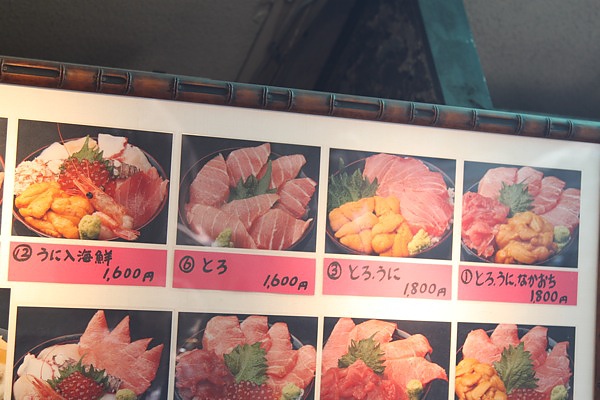 ②うに入海鮮
1,600円
⑥とろ
1,600円
③とろ.うに
1,800円
①とろ.うに.なかおち
1800円